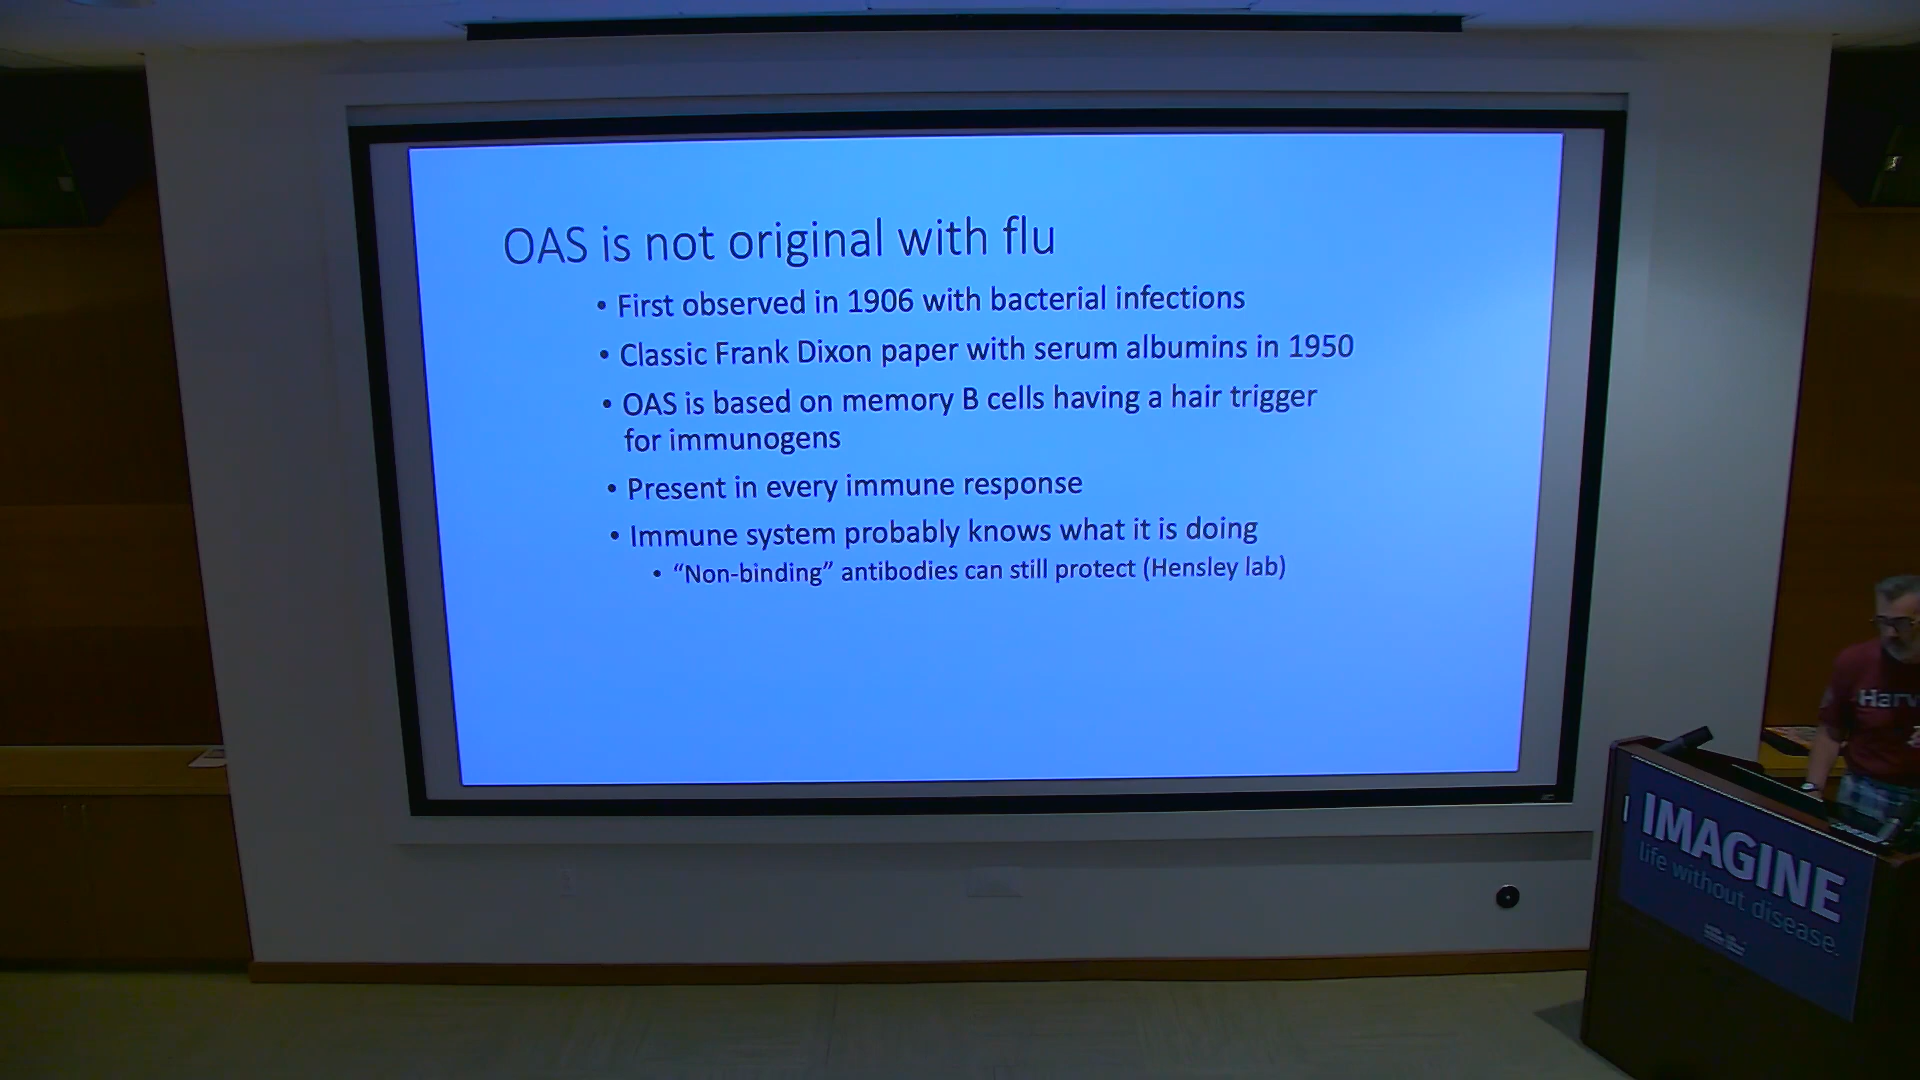 OAS is not original with flu
• First observed in 1906 with bacterial infections
• Classic Frank Dixon paper with serum albumins in 1950
• OAS is based on memory B cells having a hair trigger
for immunogens
• Present in every immune response
• Immune system probably knows what it is doing
• “Non-binding” antibodies can still protect (Hensley lab)
Harv
IMAGINE
life without disease.